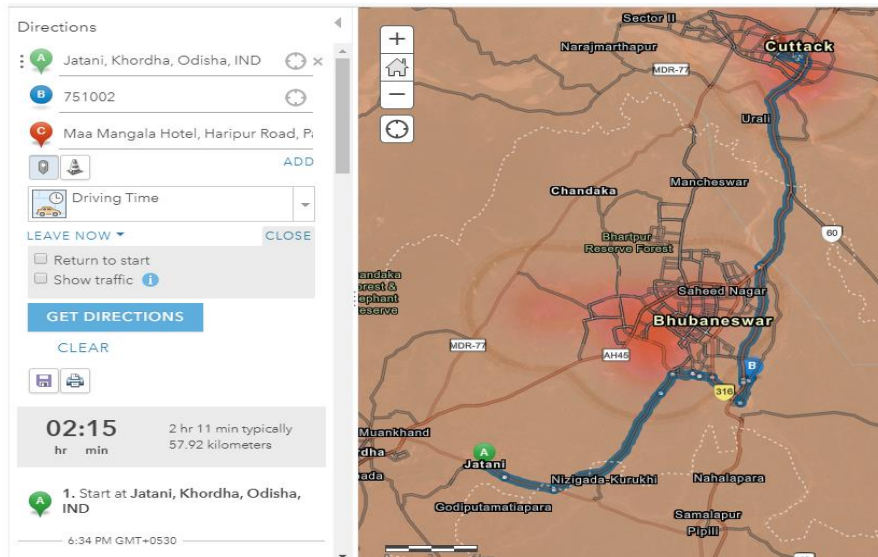 Directions
A
Jatani, Khordha, Odisha, IND
B
751002
C
Maa Mangala Hotel, Haripur Road, Pa
ADD
Driving Time
LEAVE NOW
CLOSE
Return to start
Show traffic
GET DIRECTIONS
CLEAR
02:15
hr min
2 hr 11 min typically
57.92 kilometers
A
1. Start at Jatani, Khordha, Odisha,
IND
6:34 PM GMT+0530
Sector II
Cuttack
Narajmarthapur
MDR-77
Urali
Chandaka
Mancheswar
60
Bhartpur
Reserve Forest
andaka
orest &
ephant
eserve
Saheed Nagar
Bhubaneswar
MDR-77
AH45
B
316
Muankhand
rdha
A
Jatani
Nizigada-Kurukhi
Nahalapara
Godiputamatiapara
Samalapur
Pipili